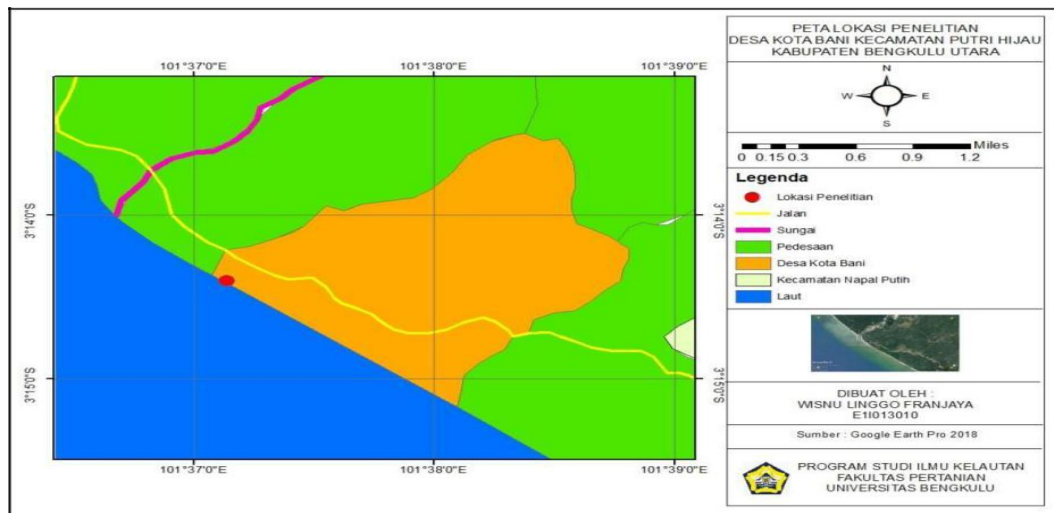 PETA LOKASI PENELITIAN
DESA KOTA BANI KECAMATAN PUTRI HIJAU
KABUPATEN BENGKULU UTARA
N
W E
S
Miles
0 0.15 0.3 0.6 0.9 1.2
Legenda
Lokasi Penelitian
Jalan
Sungai
Pedesaan
Desa Kota Bani
Kecamatan Napal Putih
Laut
DIBUAT OLEH :
WISNU LINGGO FRANJAYA
E1I013010
Sumber : Google Earth Pro 2018
PROGRAM STUDI ILMU KELAUTAN
FAKULTAS PERTANIAN
UNIVERSITAS BENGKULU
101°37'0"E 101°38'0"E 101°39'0"E
3°14'0"S 3°14'0"S
3°15'0"S 3°15'0"S
101°37'0"E 101°38'0"E 101°39'0"E